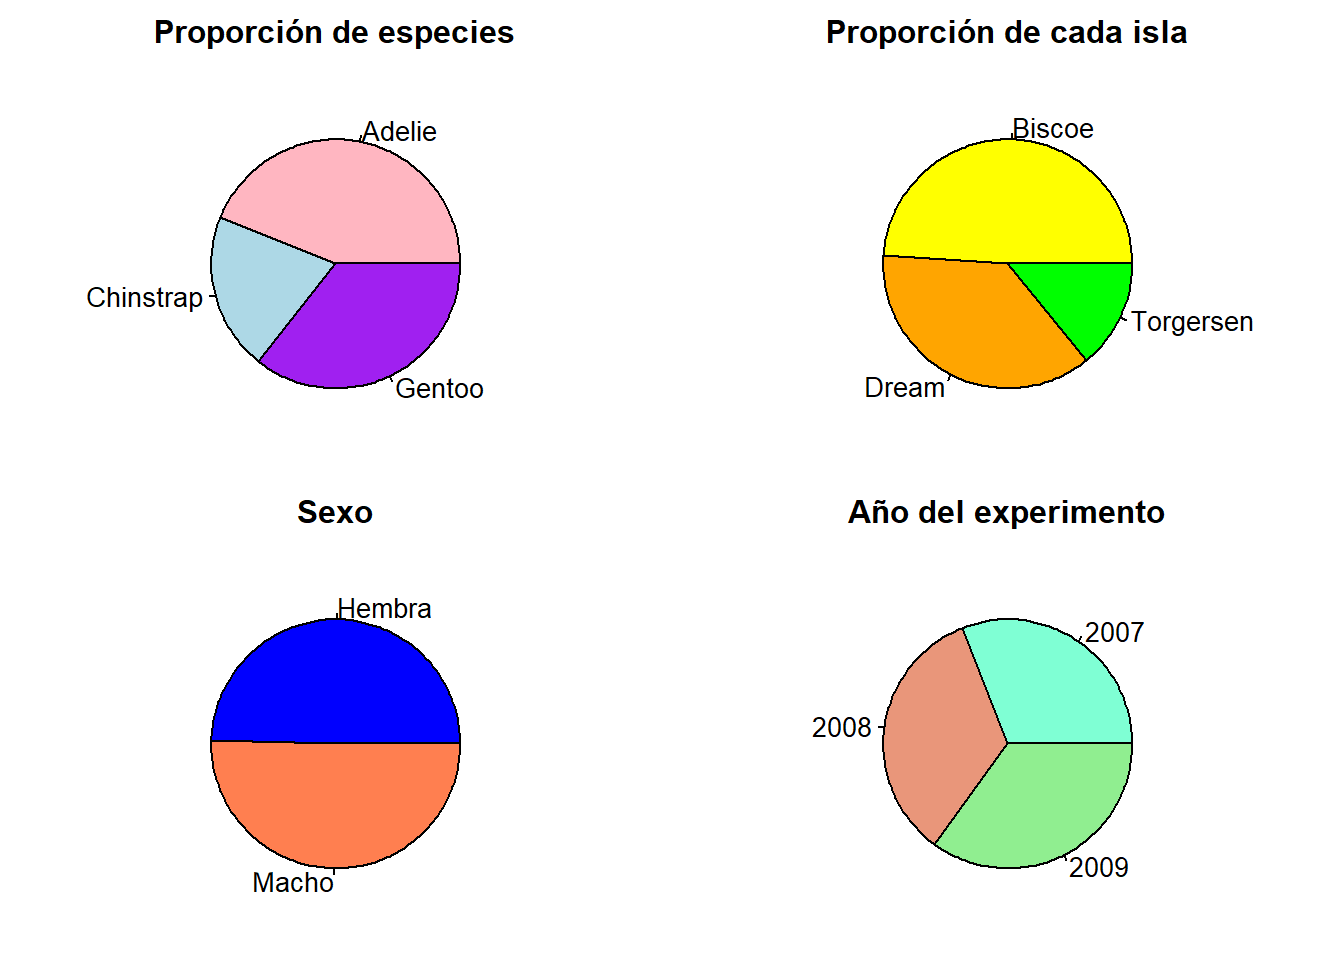 Proporción de especies
Adelie
Chinstrap
Gentoo
Proporción de cada isla
Biscoe
Torgersen
Dream
Sexo
Hembra
Macho
Año del experimento
2007
2008
2009